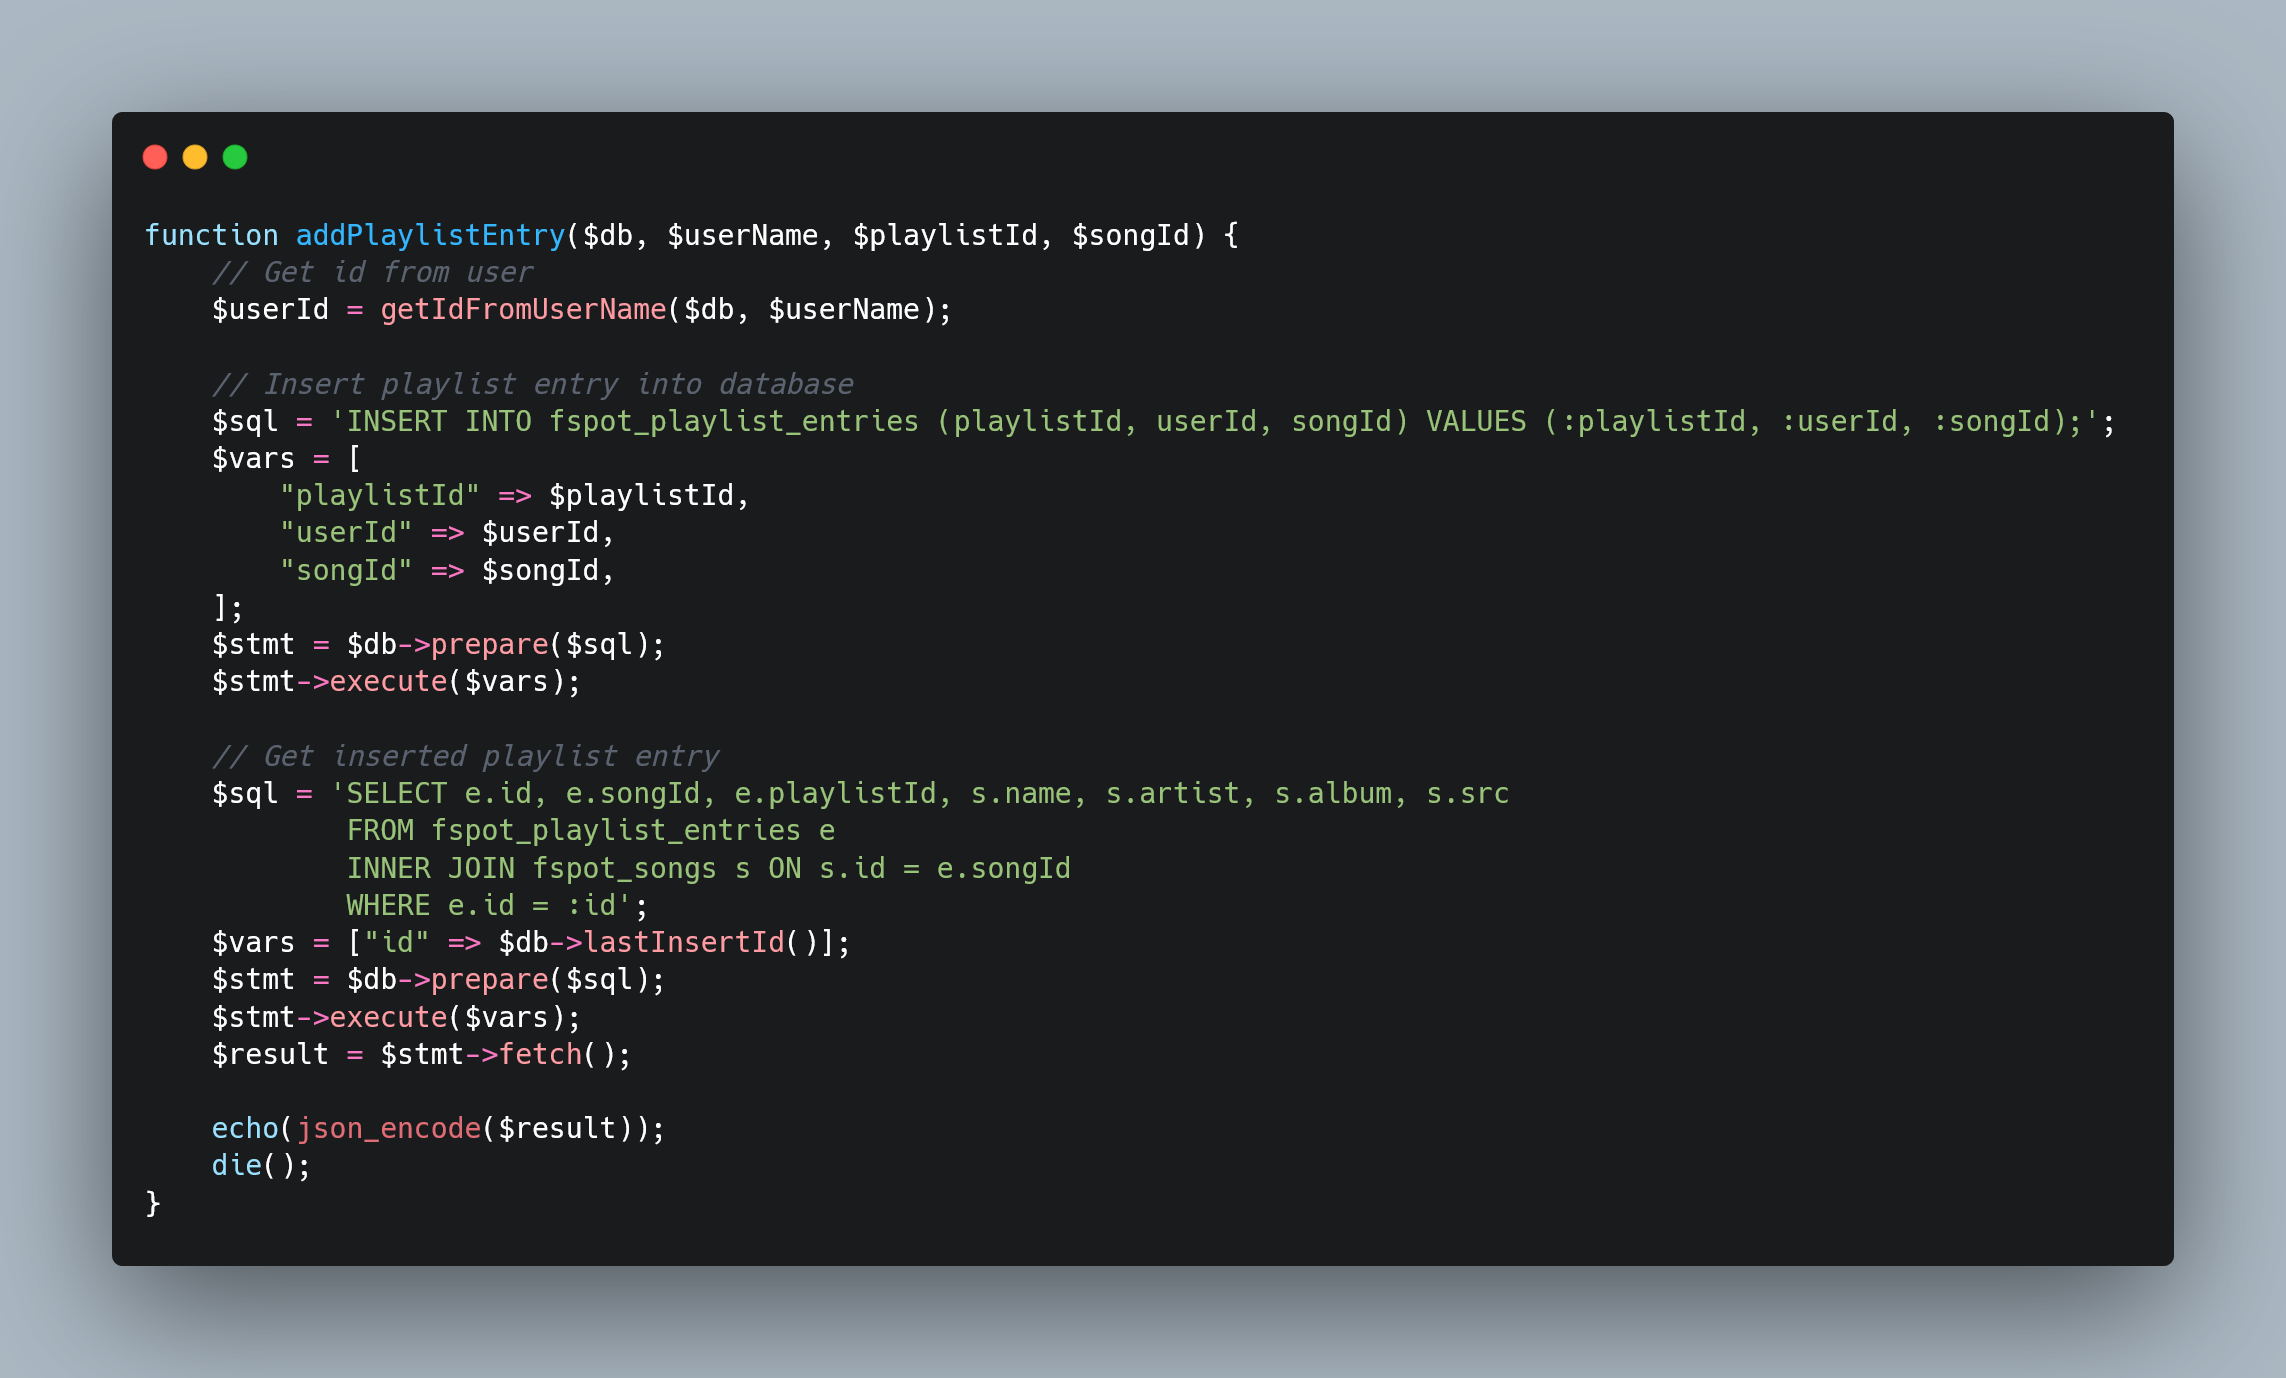 function addPlaylistEntry($db, $userName, $playlistId, $songId) {
    // Get id from user
    $userId = getIdFromUserName($db, $userName);

    // Insert playlist entry into database
    $sql = 'INSERT INTO fspot_playlist_entries (playlistId, userId, songId) VALUES (:playlistId, :userId, :songId);';
    $vars = [
        "playlistId" => $playlistId,
        "userId" => $userId,
        "songId" => $songId,
    ];
    $stmt = $db->prepare($sql);
    $stmt->execute($vars);

    // Get inserted playlist entry
    $sql = 'SELECT e.id, e.songId, e.playlistId, s.name, s.artist, s.album, s.src
            FROM fspot_playlist_entries e
            INNER JOIN fspot_songs s ON s.id = e.songId
            WHERE e.id = :id';
    $vars = ["id" => $db->lastInsertId()];
    $stmt = $db->prepare($sql);
    $stmt->execute($vars);
    $result = $stmt->fetch();

    echo(json_encode($result));
    die();
}